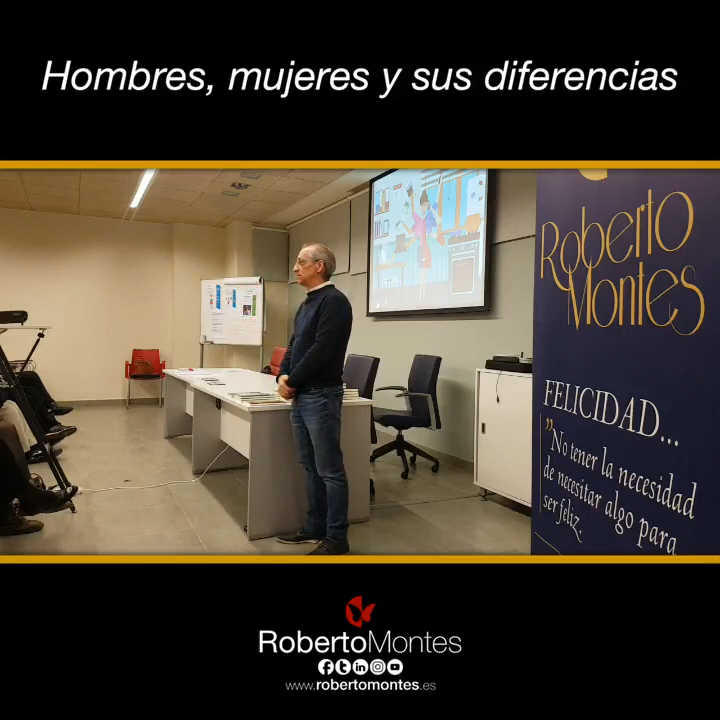 Hombres, mujeres y sus diferencias
Roberto
Montes
FELICIDAD...
"No tener la necesidad
de necesitar algo para
ser feliz.
RobertoMontes
www.robertomontes.es